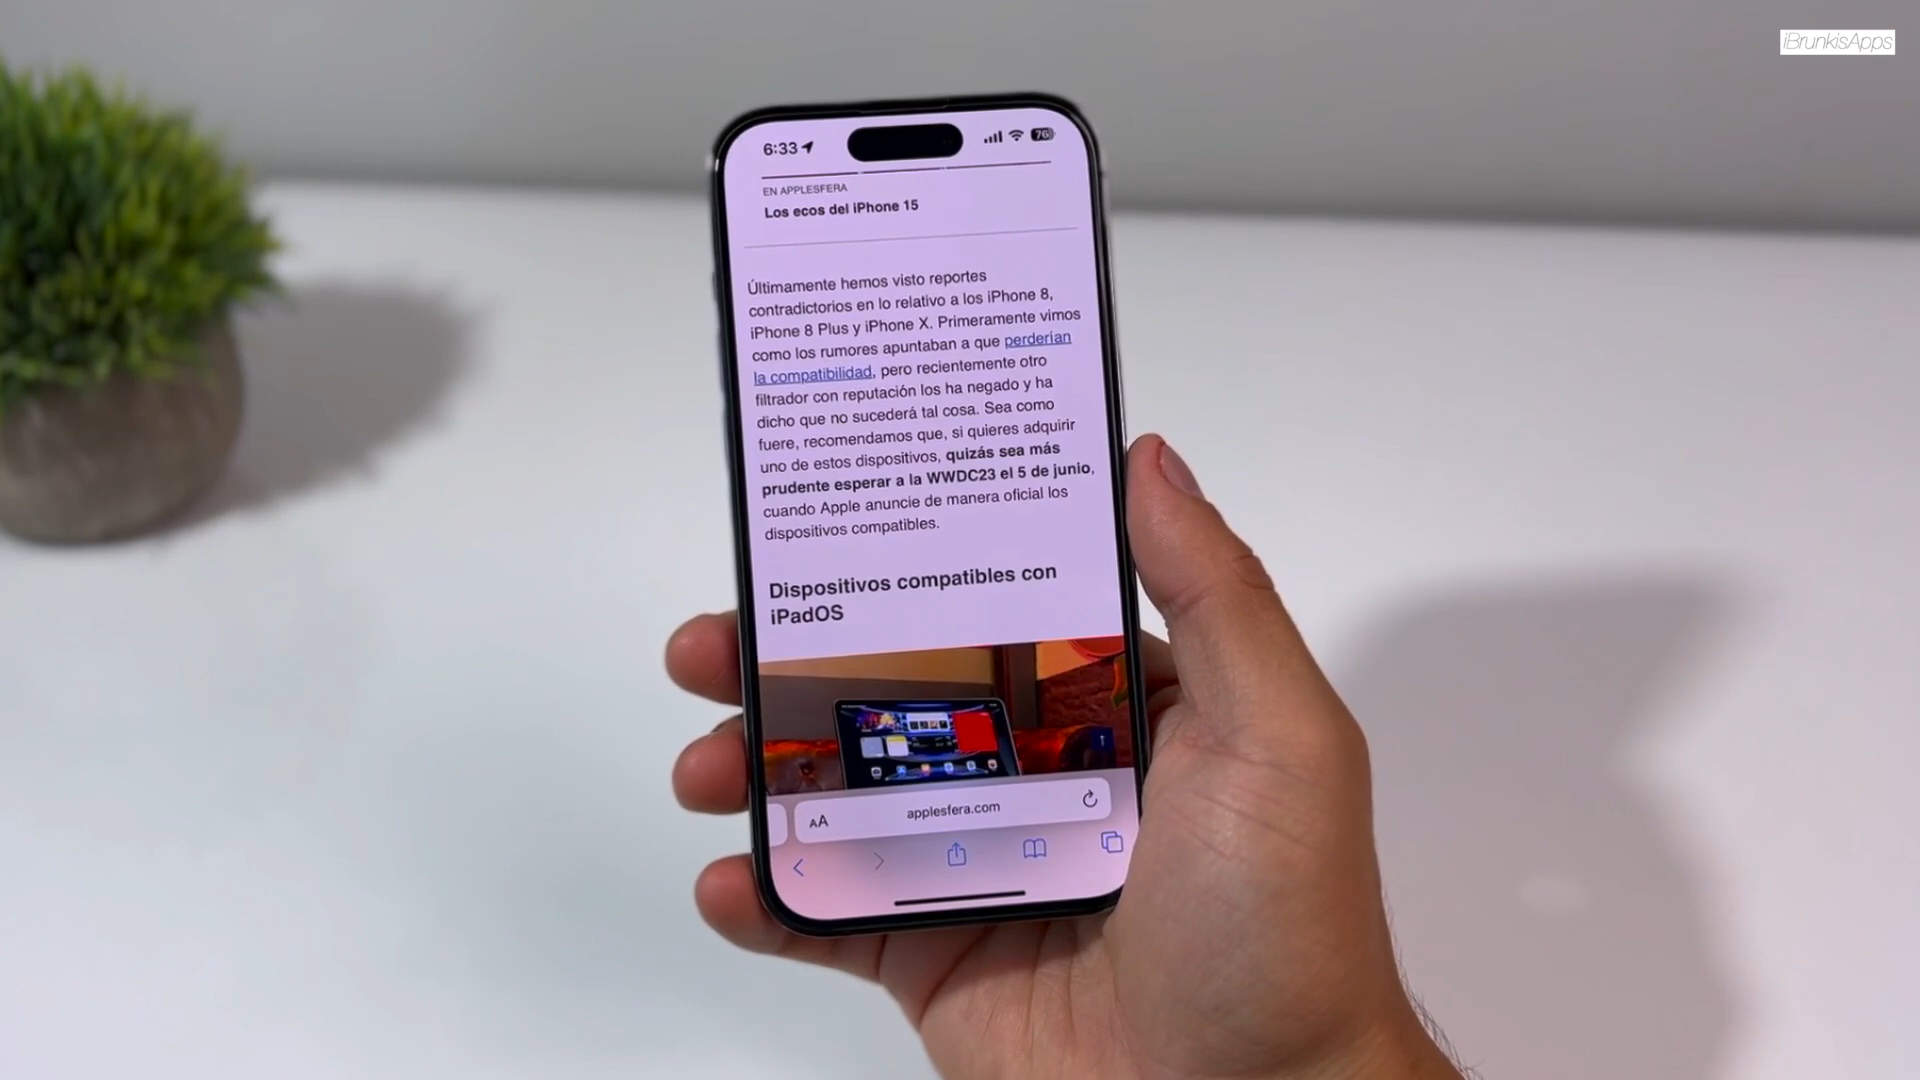 iBrunkisApps
6:33
76
EN APPLESFERA
Los ecos del iPhone 15
Últimamente hemos visto reportes
contradictorios en lo relativo a los iPhone 8,
iPhone 8 Plus y iPhone X. Primeramente vimos
como los rumores apuntaban a que perderían
la compatibilidad, pero recientemente otro
filtrador con reputación los ha negado y ha
dicho que no sucederá tal cosa. Sea como
fuere, recomendamos que, si quieres adquirir
uno de estos dispositivos, quizás sea más
prudente esperar a la WWDC23 el 5 de junio,
cuando Apple anuncie de manera oficial los
dispositivos compatibles.
Dispositivos compatibles con
iPadOS
AA
applesfera.com